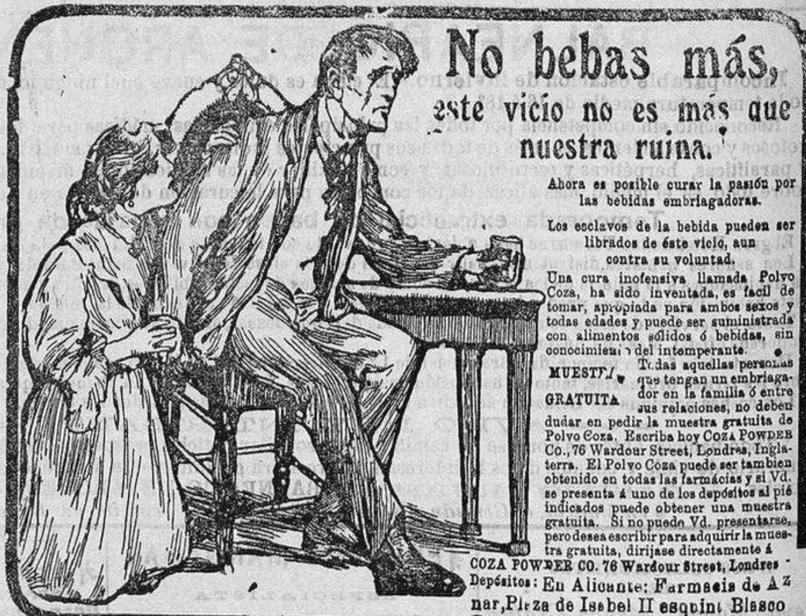 No bebas más,
este vicio no es mas que
nuestra ruina.
Ahora es posible curar la pasión por
las bebidas embriagadoras.
Los esclavos de la bebida pueden ser
librados de éste vicio, aun
contra su voluntad.
Una cura inofensiva llamada Polvo
Coza, ha sido inventada, es fácil de
tomar, apropiada para ambos sexos y
todas edades y puede ser suministrada
con alimentos sólidos ó bebidas, sin
conocimiento del intemperante.
MUESTRA
GRATUITA
Todas aquellas personas
que tengan un embriaga-
dor en la familia ó entre
sus relaciones, no deben
dudar en pedir la muestra gratuita de
Polvo Coza. Escriba hoy COZA POWDER
CO., 76 Wardour Street, Londres, Ingla-
terra. El Polvo Coza puede ser tambien
obtenido en todas las farmácias y si Vd.
se presenta á uno de los depósitos al pié
indicados puede obtener una muestra
gratuita. Si no puedo Vd. presentarse,
pero desea escribir para adquirir la mues-
tra gratuita, dirijase directamente á
COZA POWDER CO. 76 Wardour Street, Londres
Depósitos: En Alicante: Farmasia de Az
nar, Plaza de Isabel II esquint Blasco